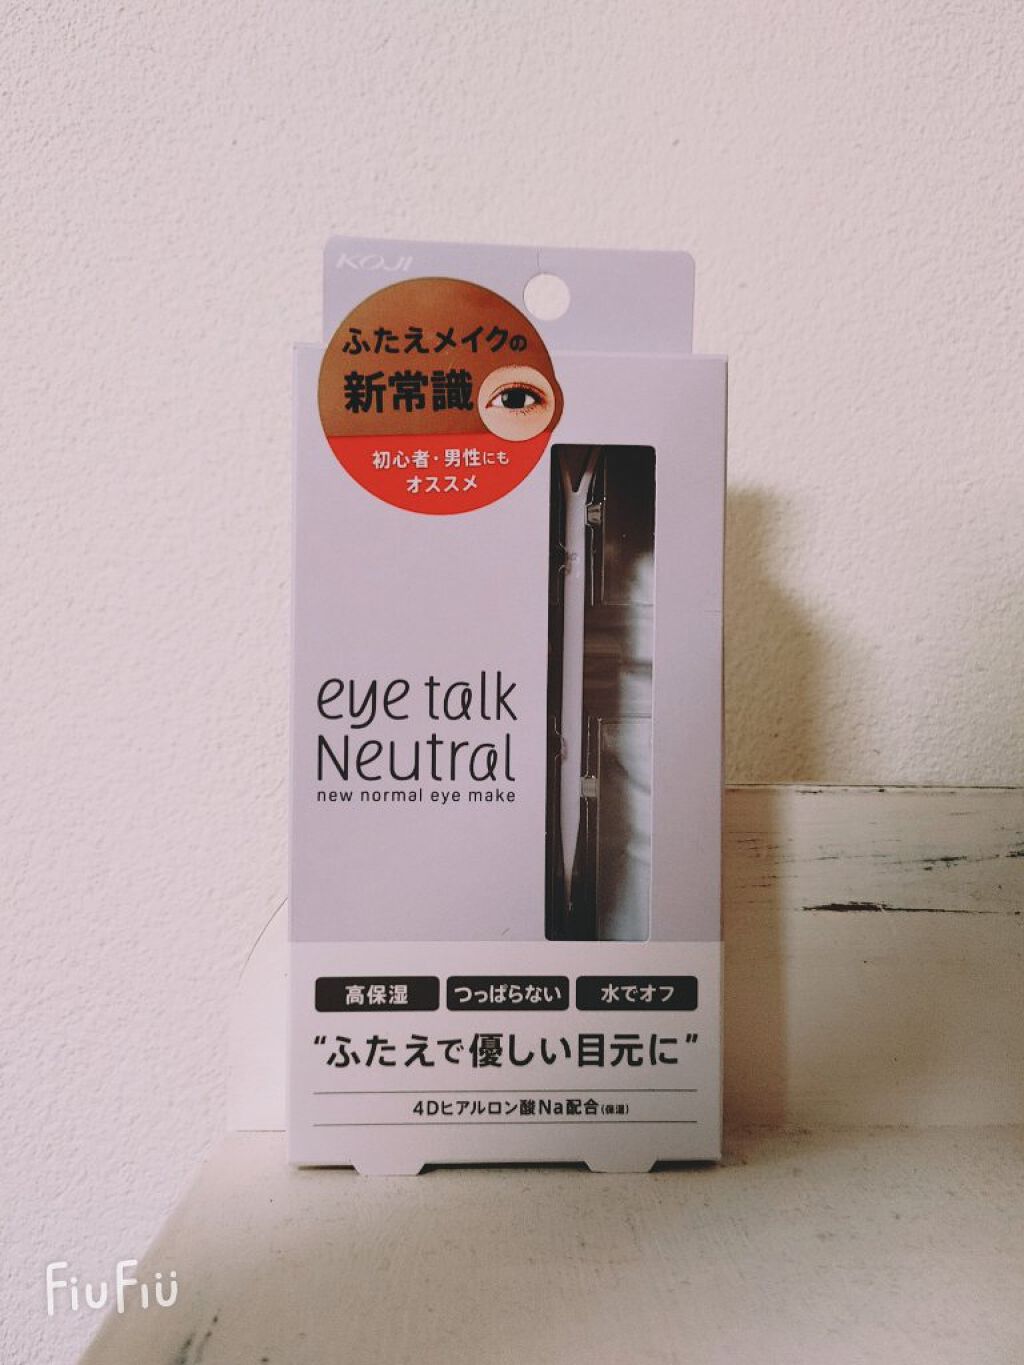 KOJI
ふたえメイクの
新常識
初心者・男性にも
オススメ
eye talk
Neutral
new normal eye make
高保湿 つっぱらない 水でオフ
“ふたえで優しい目元に”
4Dヒアルロン酸Na配合(保湿)
FiuFiü